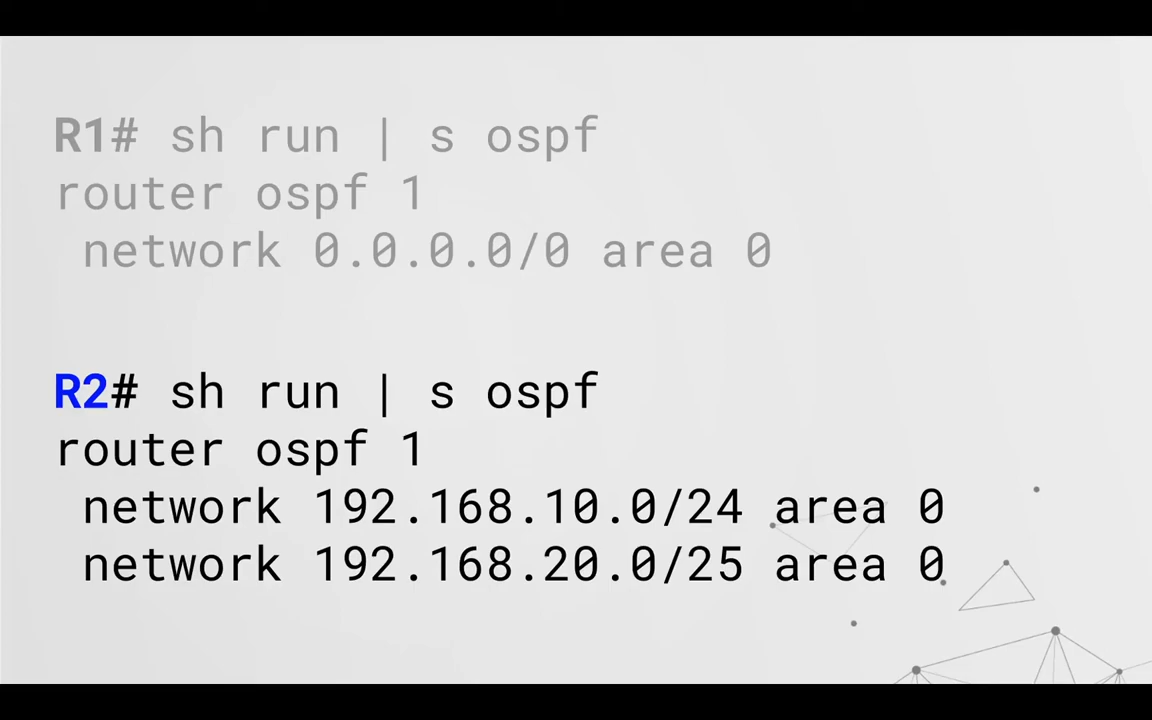 R1# sh run | s ospf
router ospf 1
network 0.0.0.0/0 area 0
R2# sh run | s ospf
router ospf 1
network 192.168.10.0/24 area 0
network 192.168.20.0/25 area 0